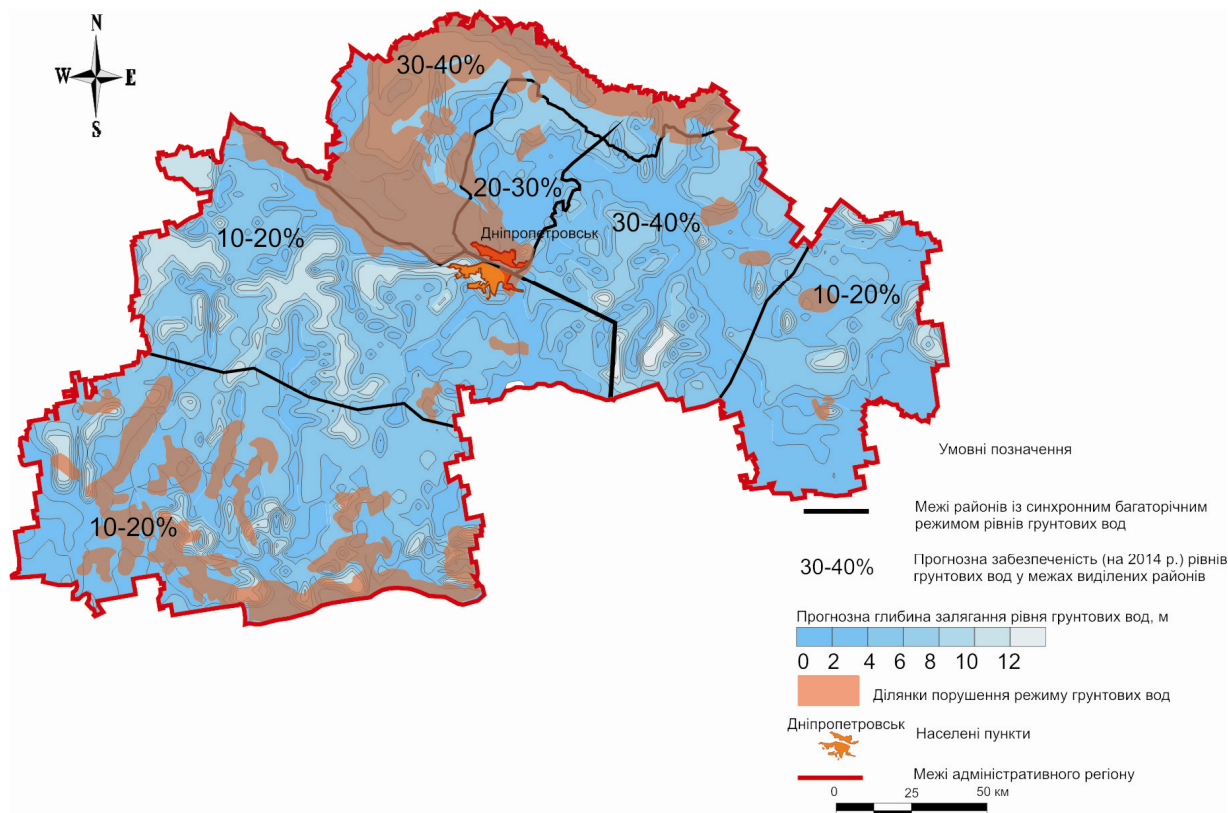 N
W E
S
30-40%
20-30%
Дніпропетровськ
10-20%
30-40%
10-20%
10-20%
Умовні позначення
Межі районів із синхронним багаторічним
режимом рівнів грунтових вод
30-40%
Прогнозна забезпеченість (на 2014 р.) рівнів
грунтових вод у межах виділених районів
Прогнозна глибина залягання рівня грунтових вод, м
0 2 4 6 8 10 12
Ділянки порушення режиму грунтових вод
Дніпропетровськ
Населені пункти
Межі адміністративного регіону
0 25 50 км